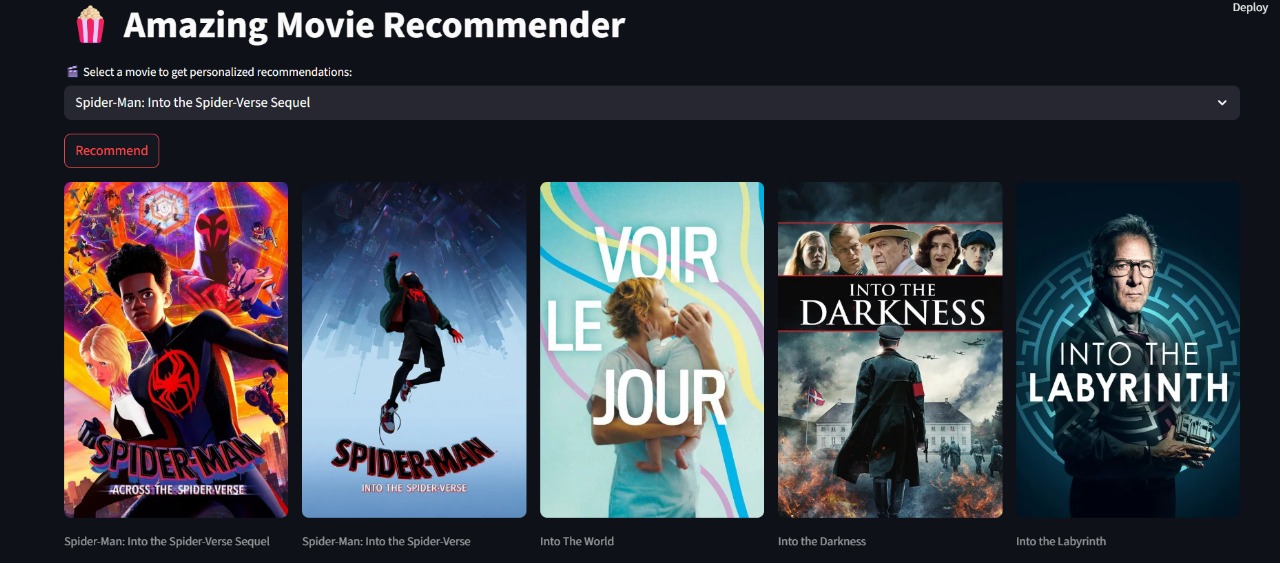 Deploy
Amazing Movie Recommender
Select a movie to get personalized recommendations:
Spider-Man: Into the Spider-Verse Sequel
Recommend
SPIDER-MAN
ACROSS THE SPIDER-VERSE
SPIDER-MAN
INTO THE SPIDER-VERSE
VOIR
LE
JOUR
INTO THE
DARKNESS
INTO THE
LABYRINTH
Spider-Man: Into the Spider-Verse Sequel
Spider-Man: Into the Spider-Verse
Into The World
Into the Darkness
Into the Labyrinth